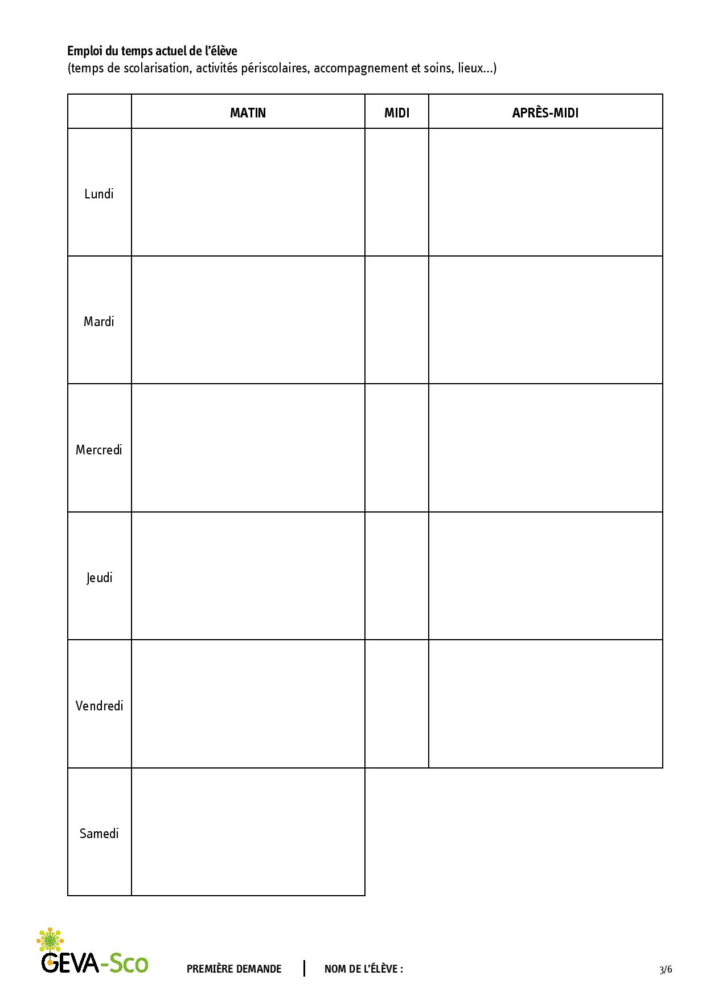 Emploi du temps actuel de l’élève
(temps de scolarisation, activités périscolaires, accompagnement et soins, lieux...)
MATIN MIDI APRÈS-MIDI
Lundi
Mardi
Mercredi
Jeudi
Vendredi
Samedi
GEVA-Sco
PREMIÈRE DEMANDE | NOM DE L’ÉLÈVE : 3/6